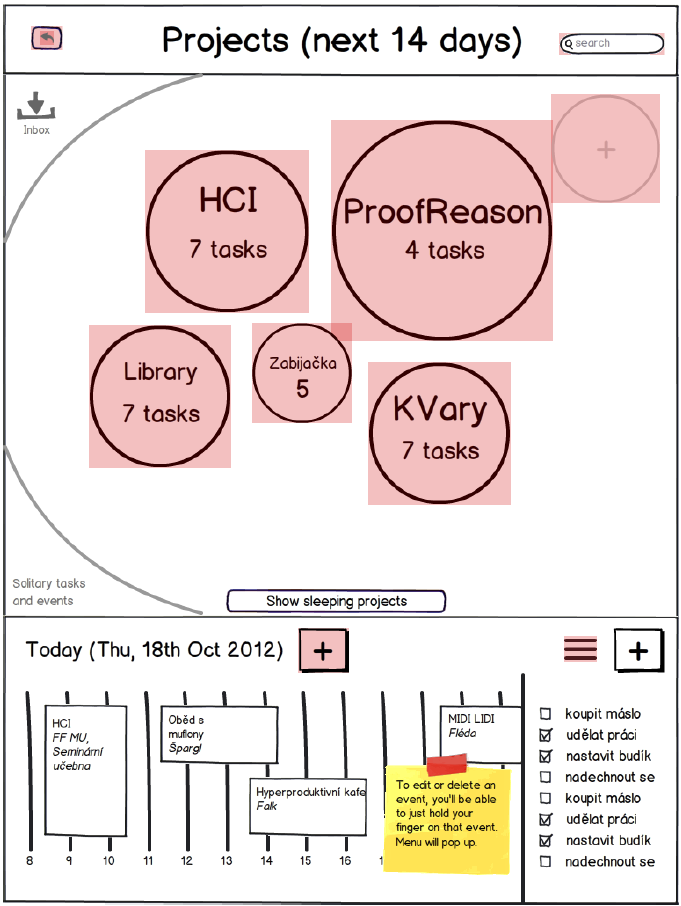 Projects (next 14 days)
search
Inbox
+
HCI
7 tasks
ProofReason
4 tasks
Library
7 tasks
Zabijačka
5
KVary
7 tasks
Solitary tasks
and events
Show sleeping projects
Today (Thu, 18th Oct 2012)
+
+
HCI
FF MU,
Seminární
učebna
Oběd s
mufiony
Špargl
Hyperproduktivní kafe
Falk
MIDI LIDI
Fléda
To edit or delete an
event, you'll be able
to just hold your
finger on that event.
Menu will pop up.
8 9 10 11 12 13 14 15 16
koupit máslo
udělat práci
nastavit budík
nadechnout se
koupit máslo
udělat práci
nastavit budík
nadechnout se